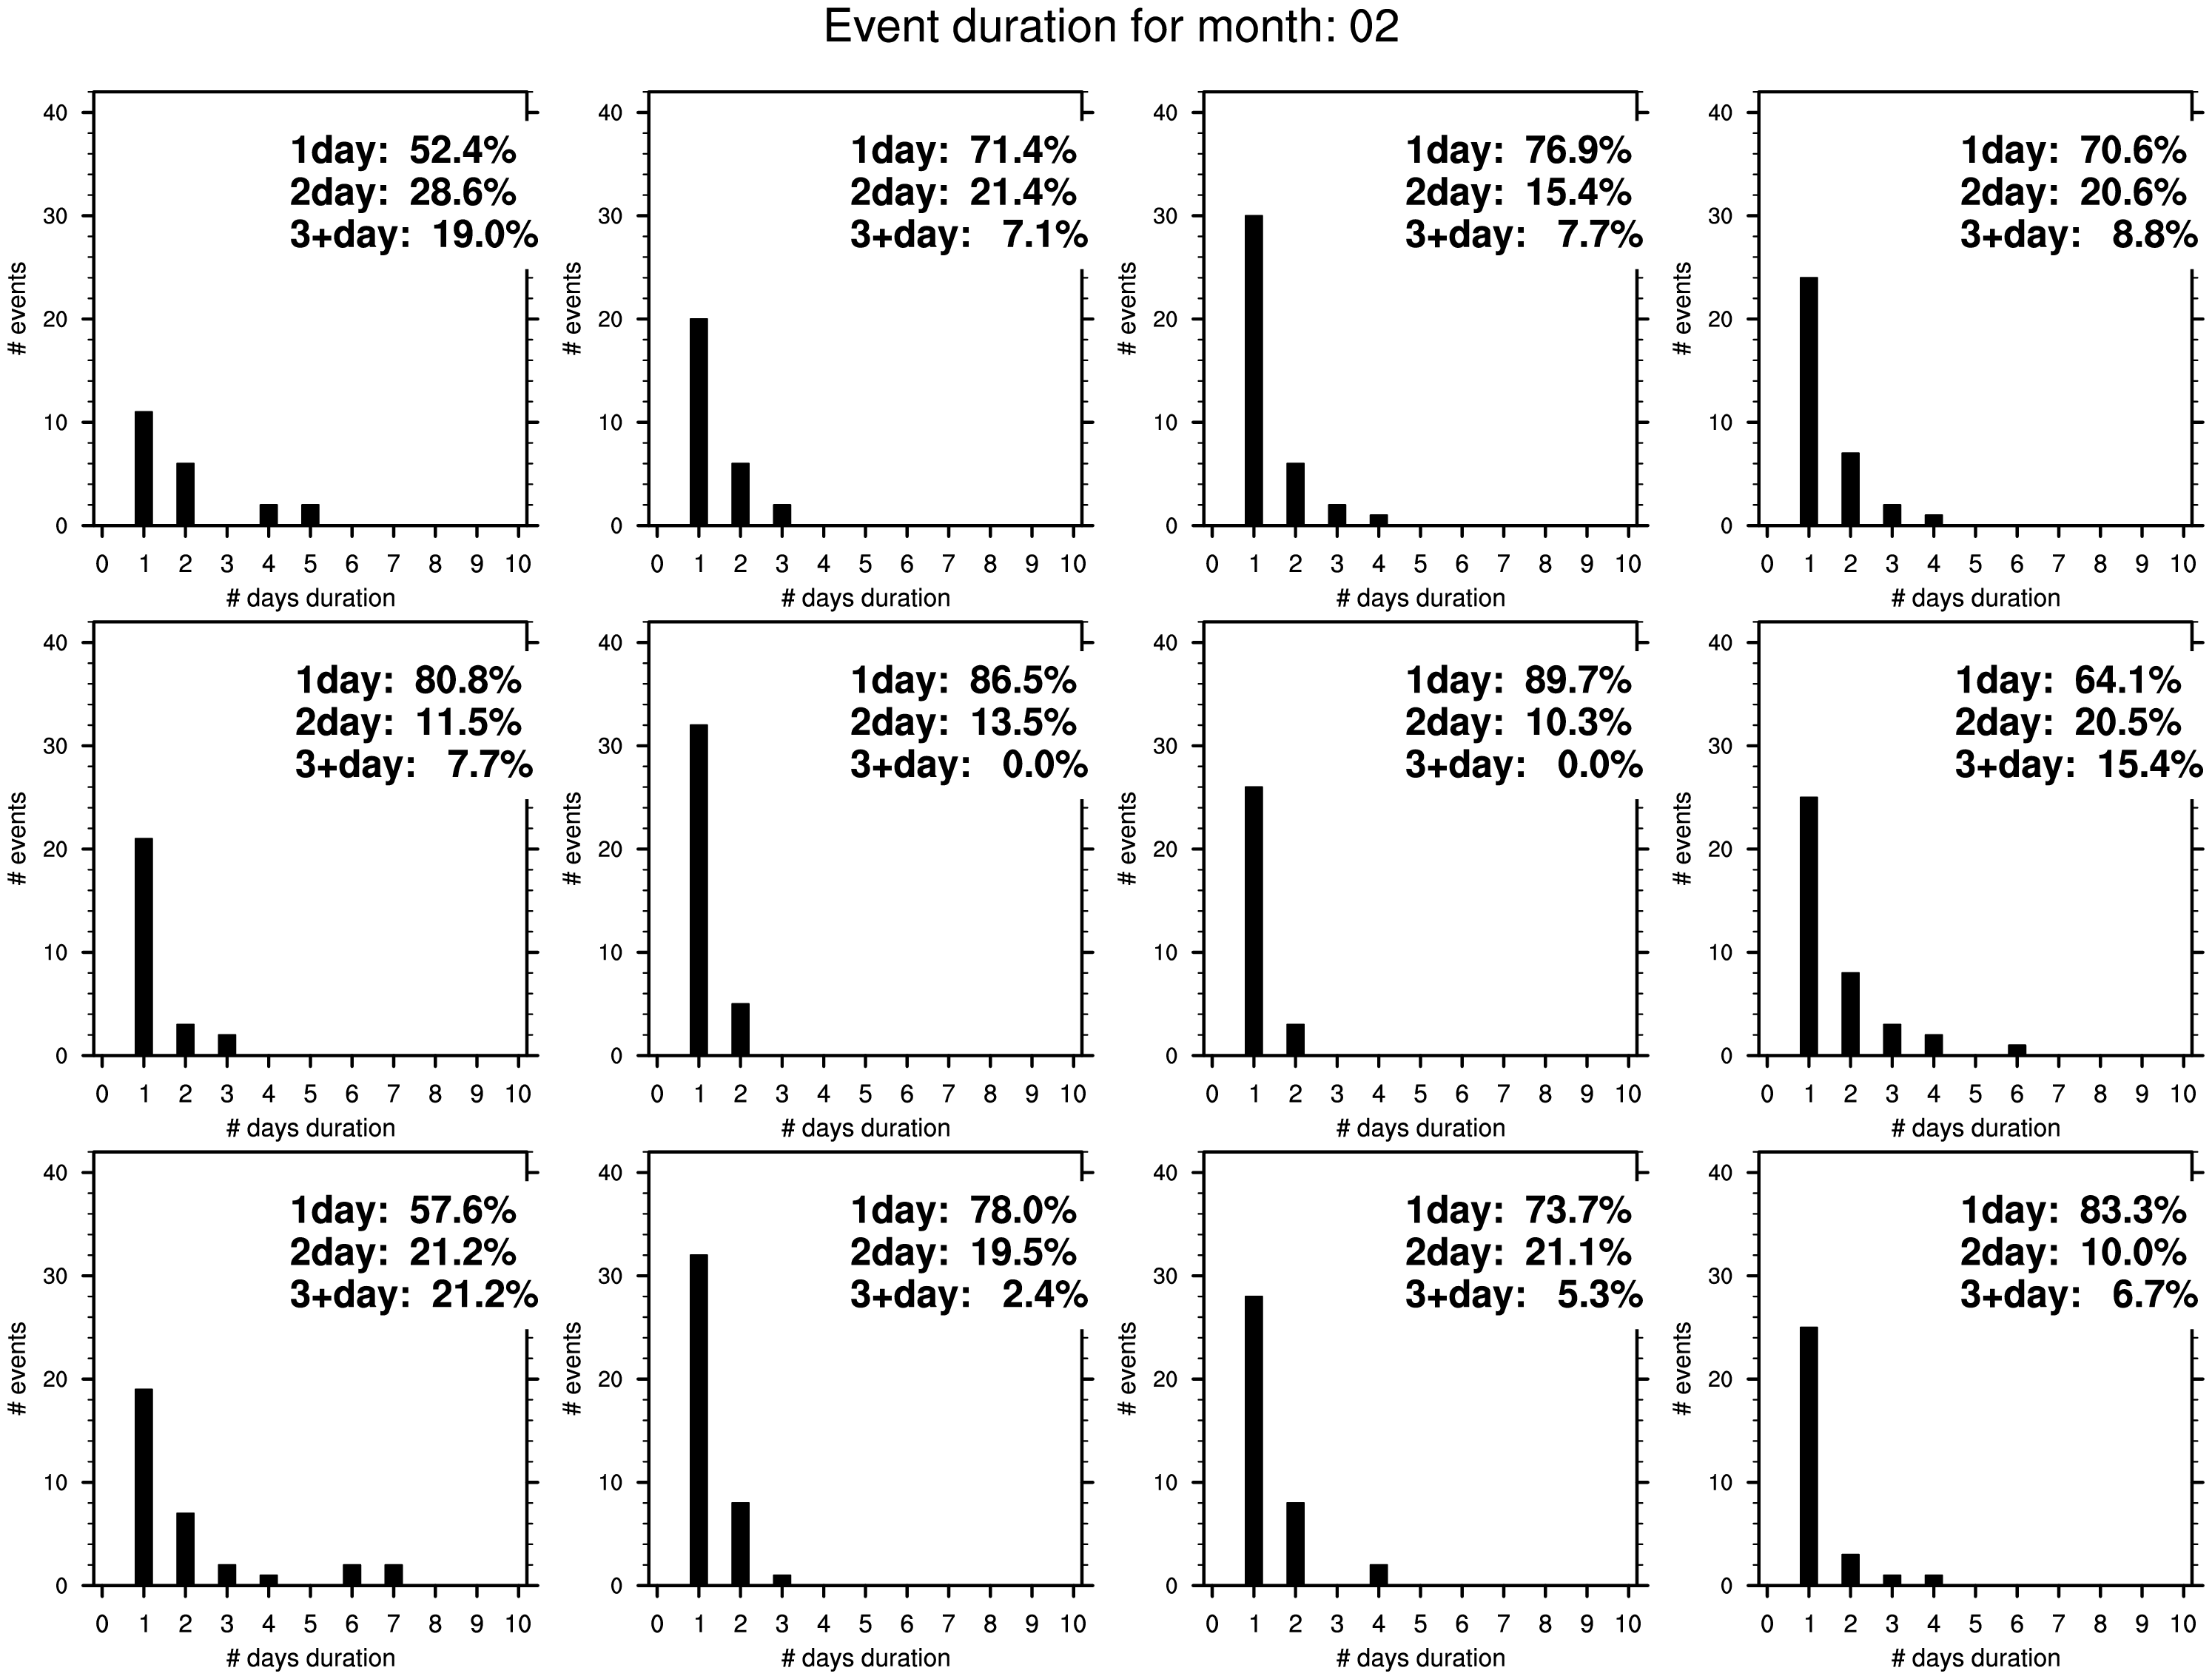 Event duration for month: 02
40
30
20
10
0
# events
1day: 52.4%
2day: 28.6%
3+day: 19.0%
0 1 2 3 4 5 6 7 8 9 10
# days duration
40
30
20
10
0
# events
1day: 71.4%
2day: 21.4%
3+day: 7.1%
0 1 2 3 4 5 6 7 8 9 10
# days duration
40
30
20
10
0
# events
1day: 76.9%
2day: 15.4%
3+day: 7.7%
0 1 2 3 4 5 6 7 8 9 10
# days duration
40
30
20
10
0
# events
1day: 70.6%
2day: 20.6%
3+day: 8.8%
0 1 2 3 4 5 6 7 8 9 10
# days duration
40
30
20
10
0
# events
1day: 80.8%
2day: 11.5%
3+day: 7.7%
0 1 2 3 4 5 6 7 8 9 10
# days duration
40
30
20
10
0
# events
1day: 86.5%
2day: 13.5%
3+day: 0.0%
0 1 2 3 4 5 6 7 8 9 10
# days duration
40
30
20
10
0
# events
1day: 89.7%
2day: 10.3%
3+day: 0.0%
0 1 2 3 4 5 6 7 8 9 10
# days duration
40
30
20
10
0
# events
1day: 64.1%
2day: 20.5%
3+day: 15.4%
0 1 2 3 4 5 6 7 8 9 10
# days duration
40
30
20
10
0
# events
1day: 57.6%
2day: 21.2%
3+day: 21.2%
0 1 2 3 4 5 6 7 8 9 10
# days duration
40
30
20
10
0
# events
1day: 78.0%
2day: 19.5%
3+day: 2.4%
0 1 2 3 4 5 6 7 8 9 10
# days duration
40
30
20
10
0
# events
1day: 73.7%
2day: 21.1%
3+day: 5.3%
0 1 2 3 4 5 6 7 8 9 10
# days duration
40
30
20
10
0
# events
1day: 83.3%
2day: 10.0%
3+day: 6.7%
0 1 2 3 4 5 6 7 8 9 10
# days duration